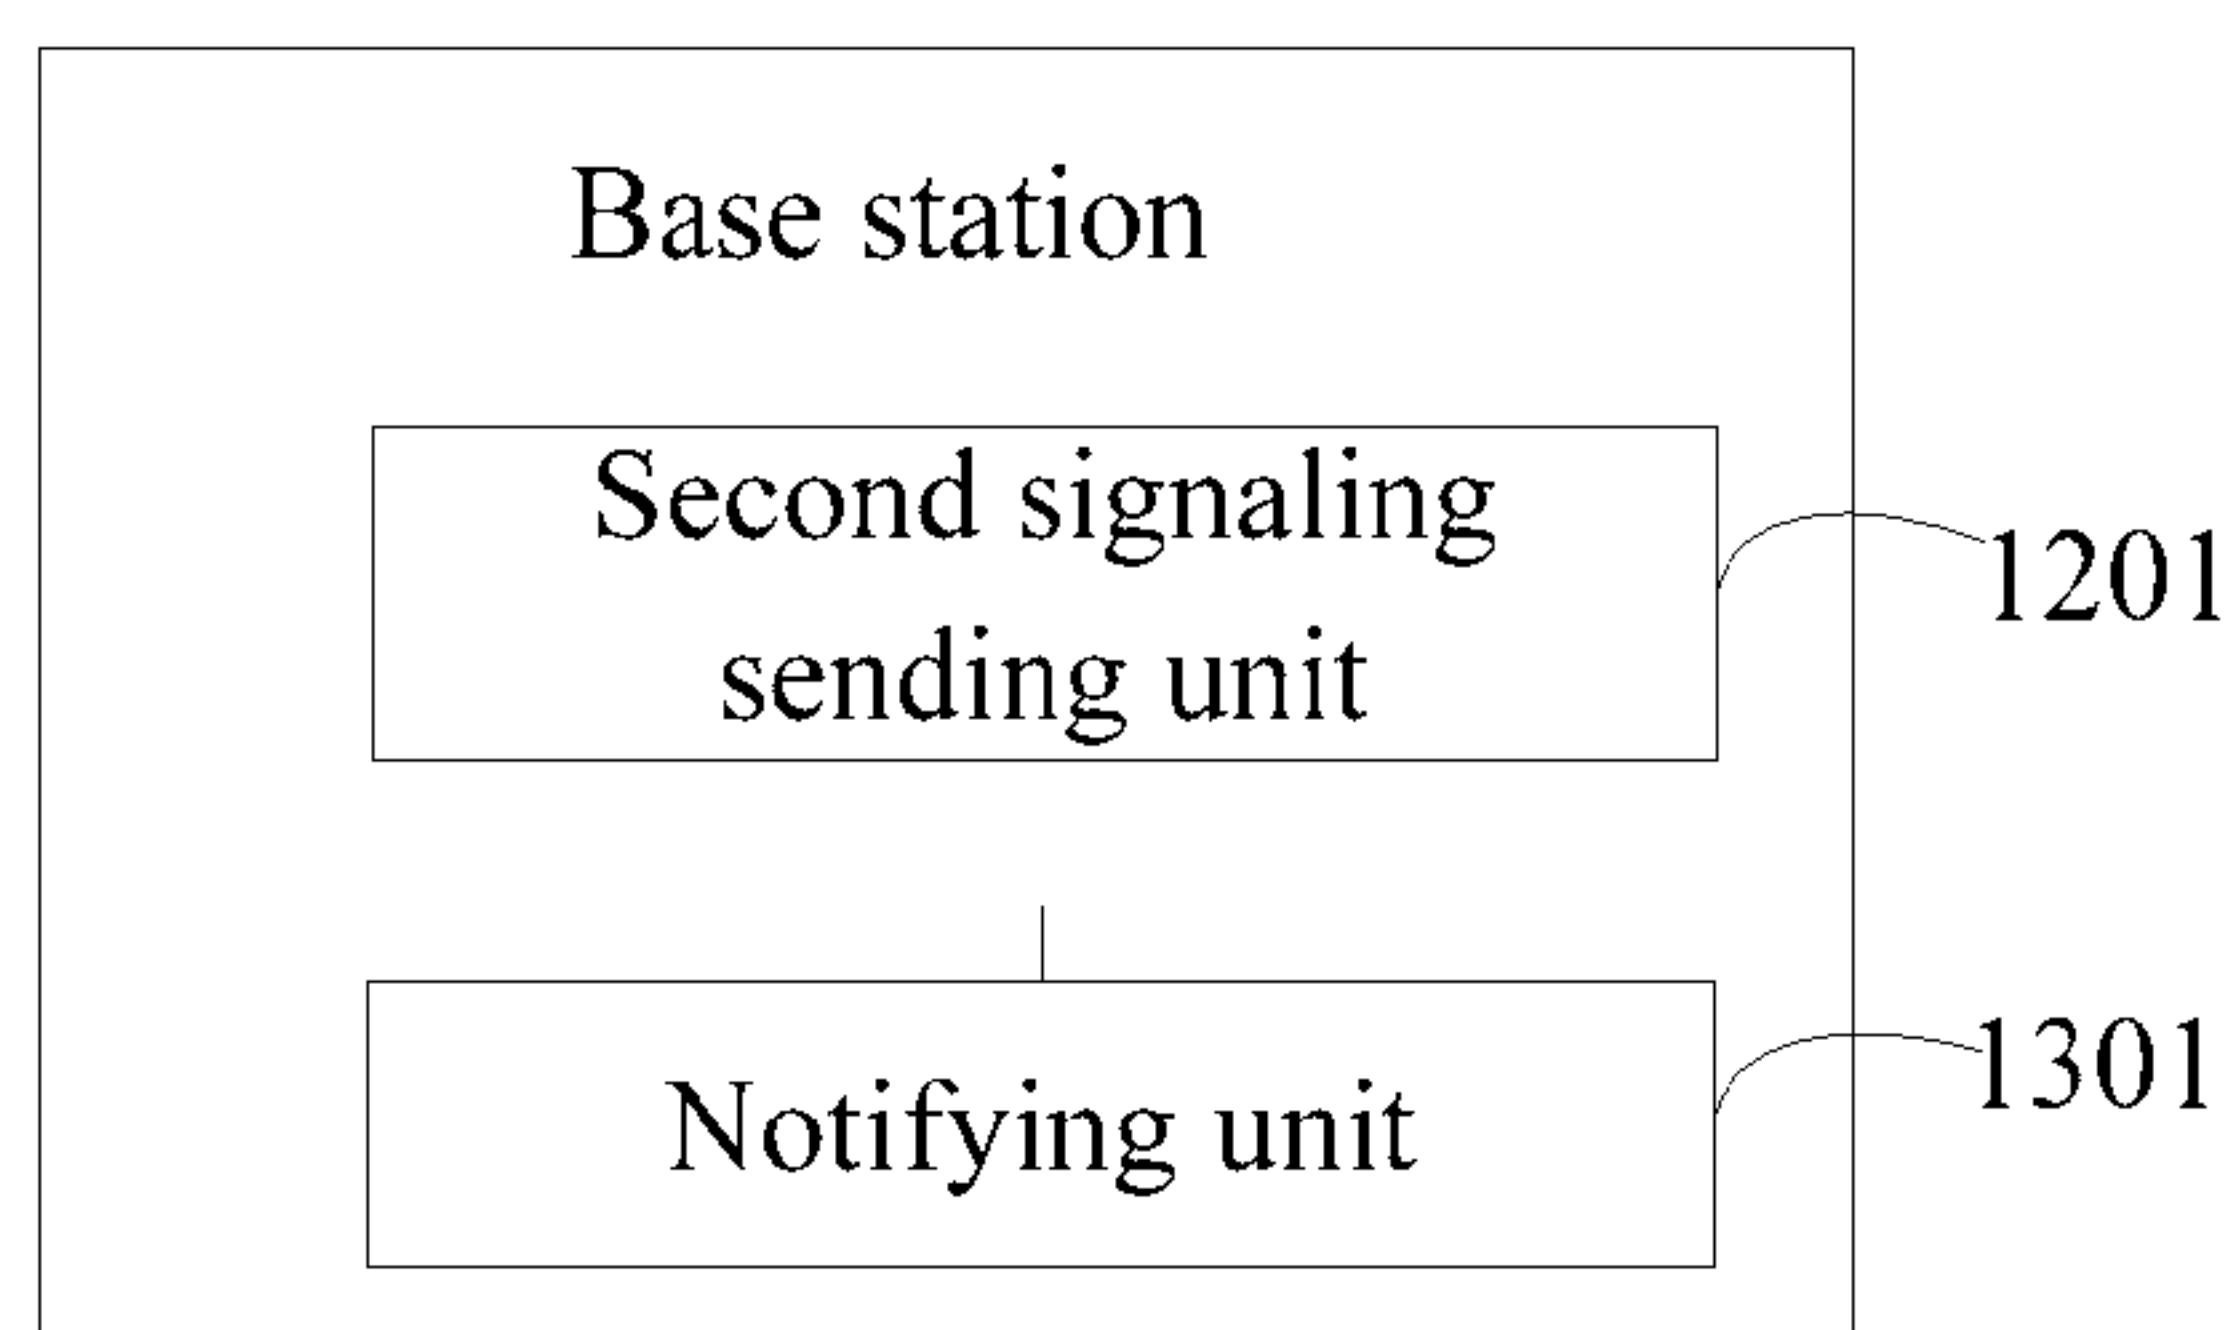 Base station
Second signaling
sending unit
1201
Notifying unit
1301